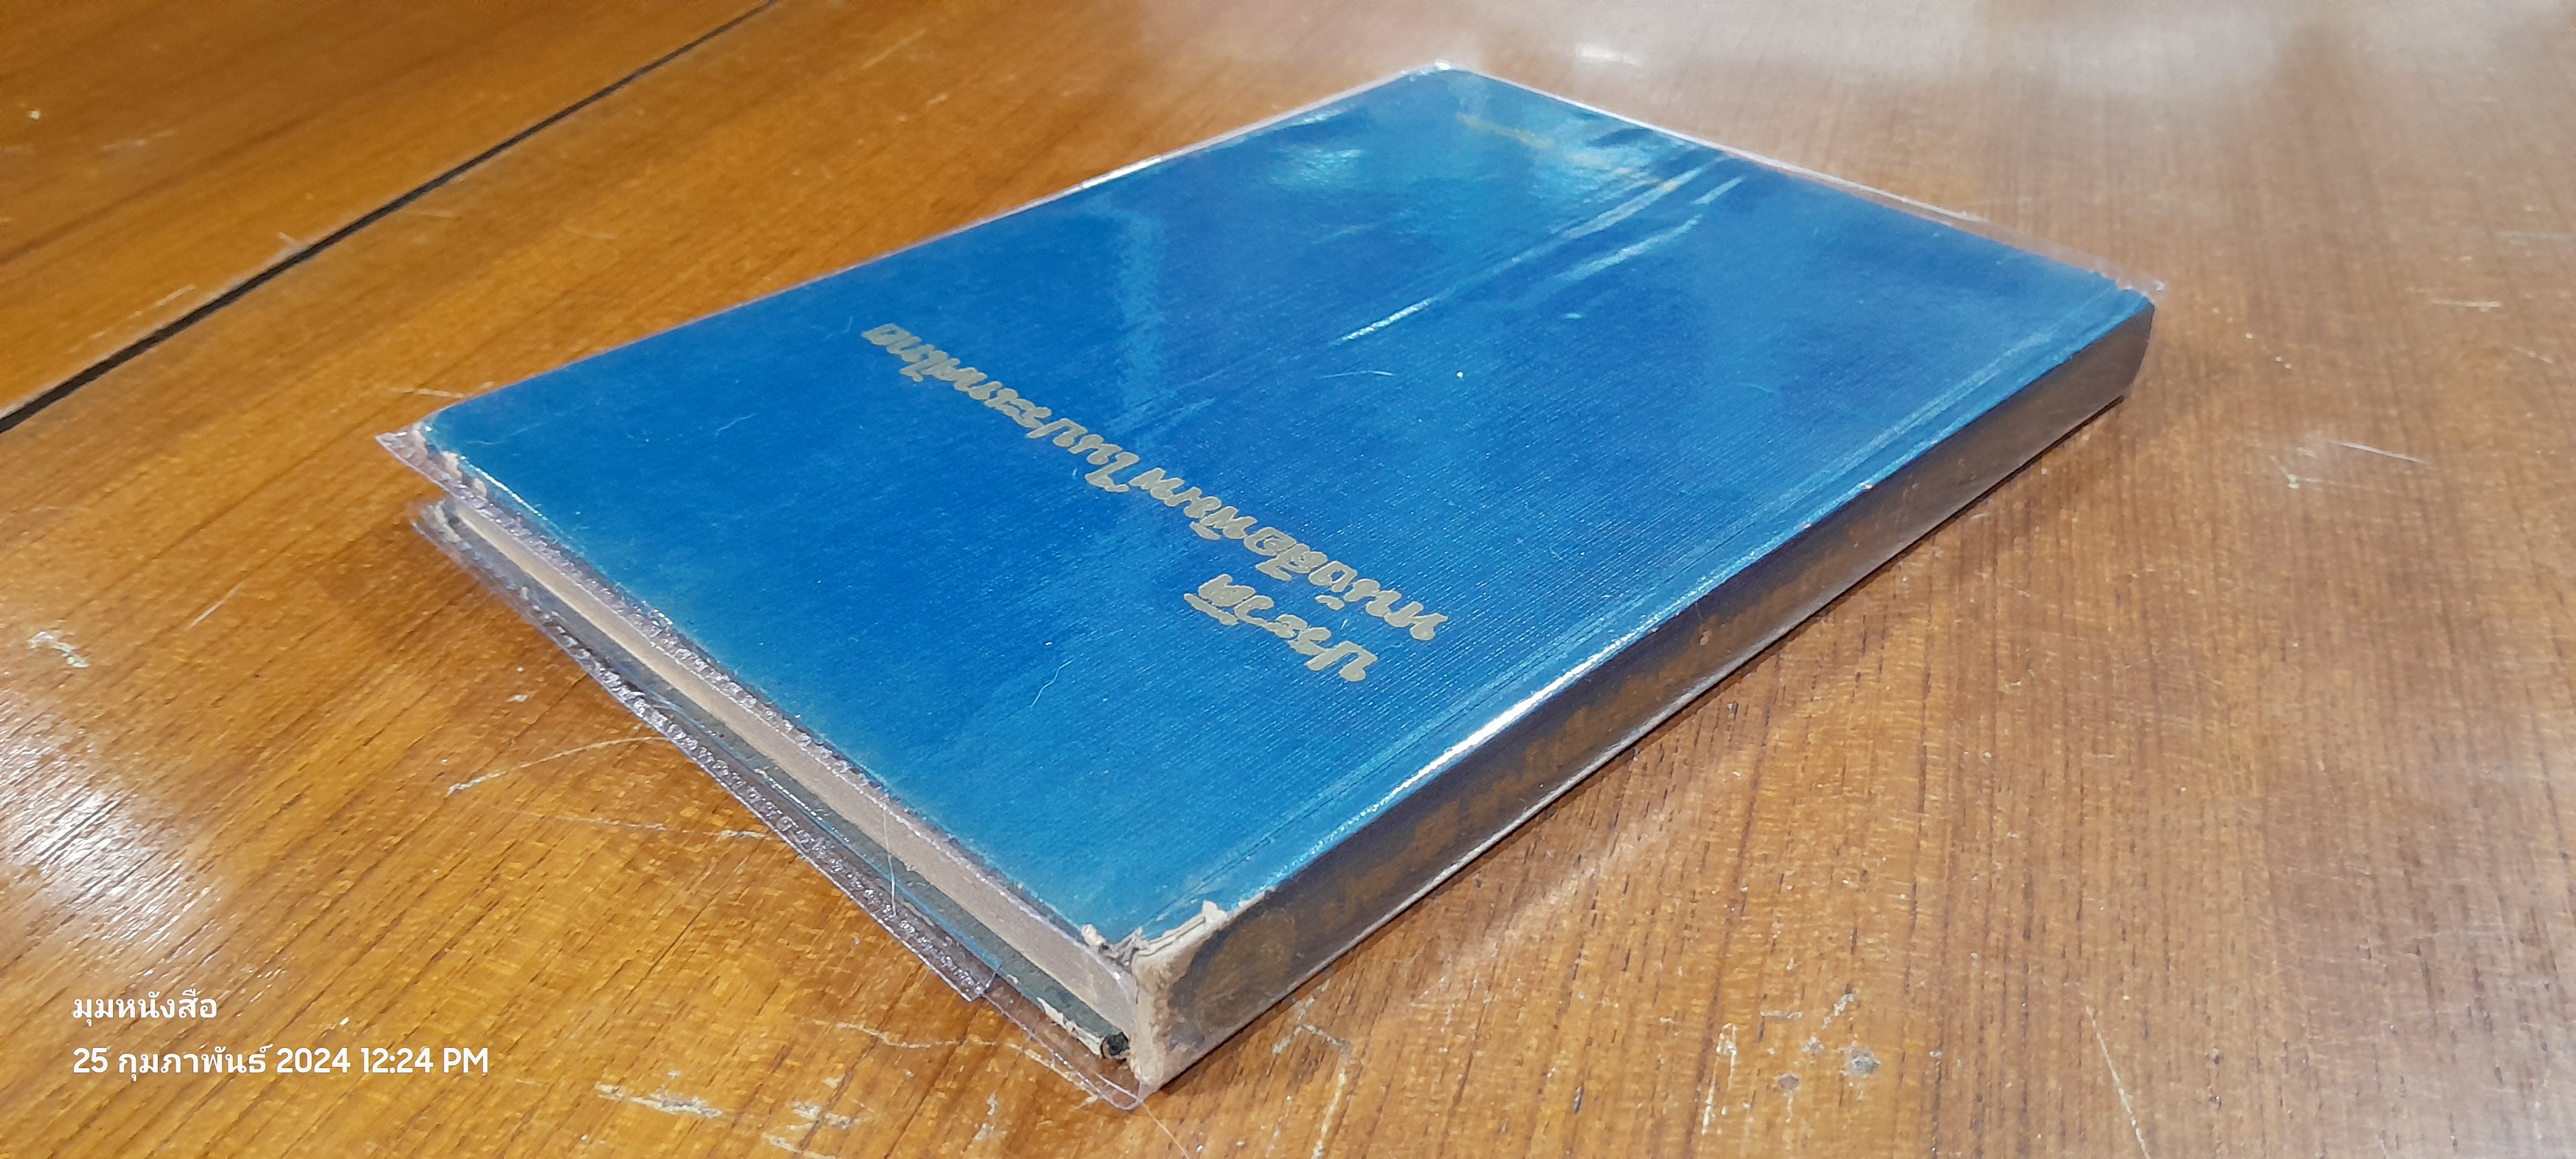 ประวัติ
หนังสือพิมพ์ในประเทศไทย
มุมหนังสือ
25 กุมภาพันธ์ 2024 12:24 PM